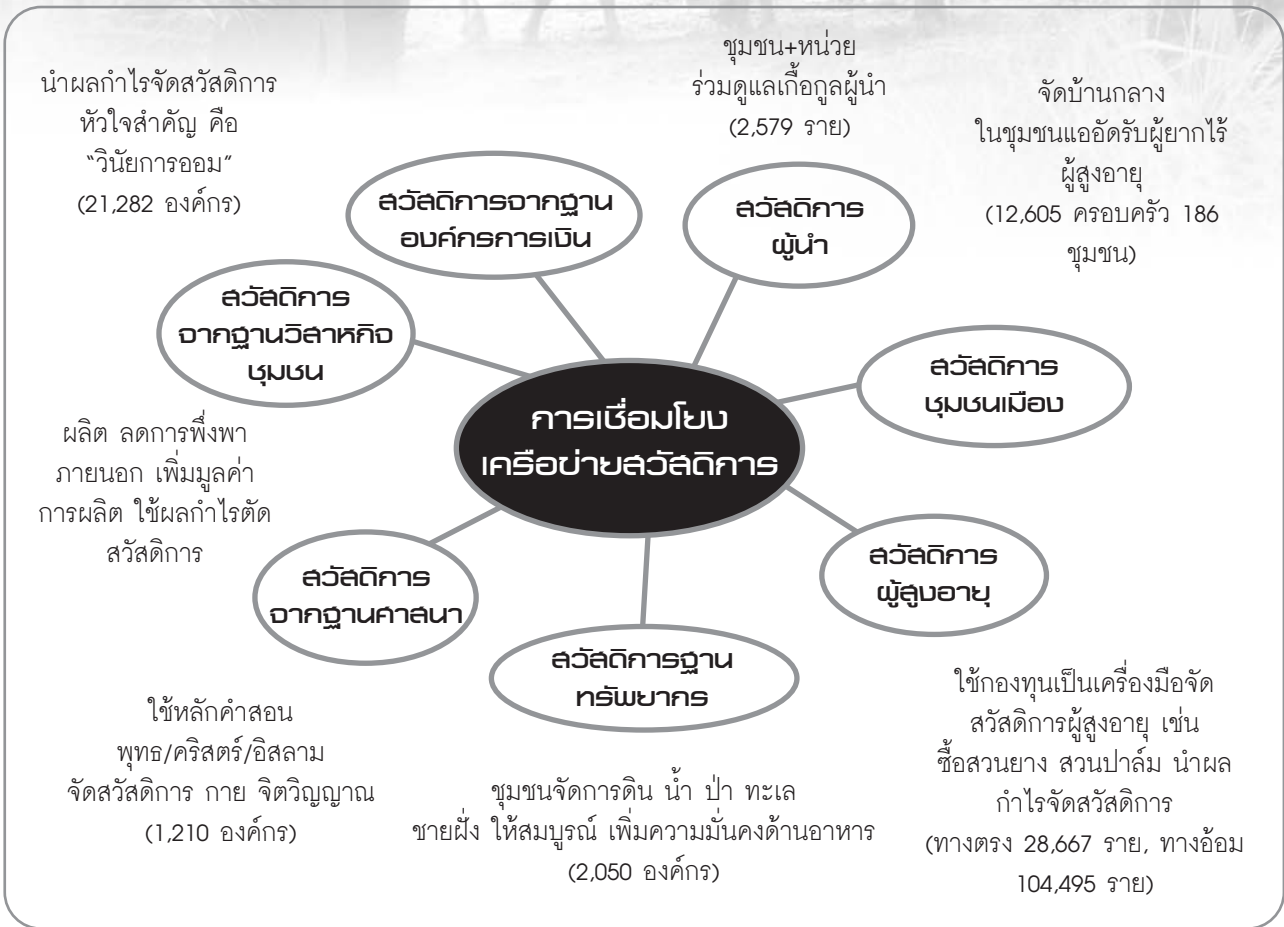 นำผลกำไรจัดสวัสดิการ
หัวใจสำคัญ คือ
“วินัยการออม”
(21,282 องค์กร)
ชุมชน+หน่วย
ร่วมดูแลเกื้อกูลผู้นำ
(2,579 ราย)
จัดบ้านกลาง
ในชุมชนแออัดรับผู้ยากไร้
ผู้สูงอายุ
(12,605 ครอบครัว 186
ชุมชน)
สวัสดิการจากฐาน
องค์กรการเงิน
สวัสดิการ
ผู้นำ
สวัสดิการ
จากฐานวิสาหกิจ
ชุมชน
สวัสดิการ
ชุมชนเมือง
การเชื่อมโยง
เครือข่ายสวัสดิการ
ผลิต ลดการพึ่งพา
ภายนอก เพิ่มมูลค่า
การผลิต ใช้ผลกำไรตัด
สวัสดิการ
สวัสดิการ
จากฐานศาสนา
สวัสดิการฐาน
ทรัพยากร
สวัสดิการ
ผู้สูงอายุ
ใช้หลักคำสอน
พุทธ/คริสตร์/อิสลาม
จัดสวัสดิการ กาย จิตวิญญาณ
(1,210 องค์กร)
ชุมชนจัดการดิน น้ำ ป่า ทะเล
ชายฝั่ง ให้สมบูรณ์ เพิ่มความมั่นคงด้านอาหาร
(2,050 องค์กร)
ใช้กองทุนเป็นเครื่องมือจัด
สวัสดิการผู้สูงอายุ เช่น
ซื้อสวนยาง สวนปาล์ม นำผล
กำไรจัดสวัสดิการ
(ทางตรง 28,667 ราย, ทางอ้อม
104,495 ราย)